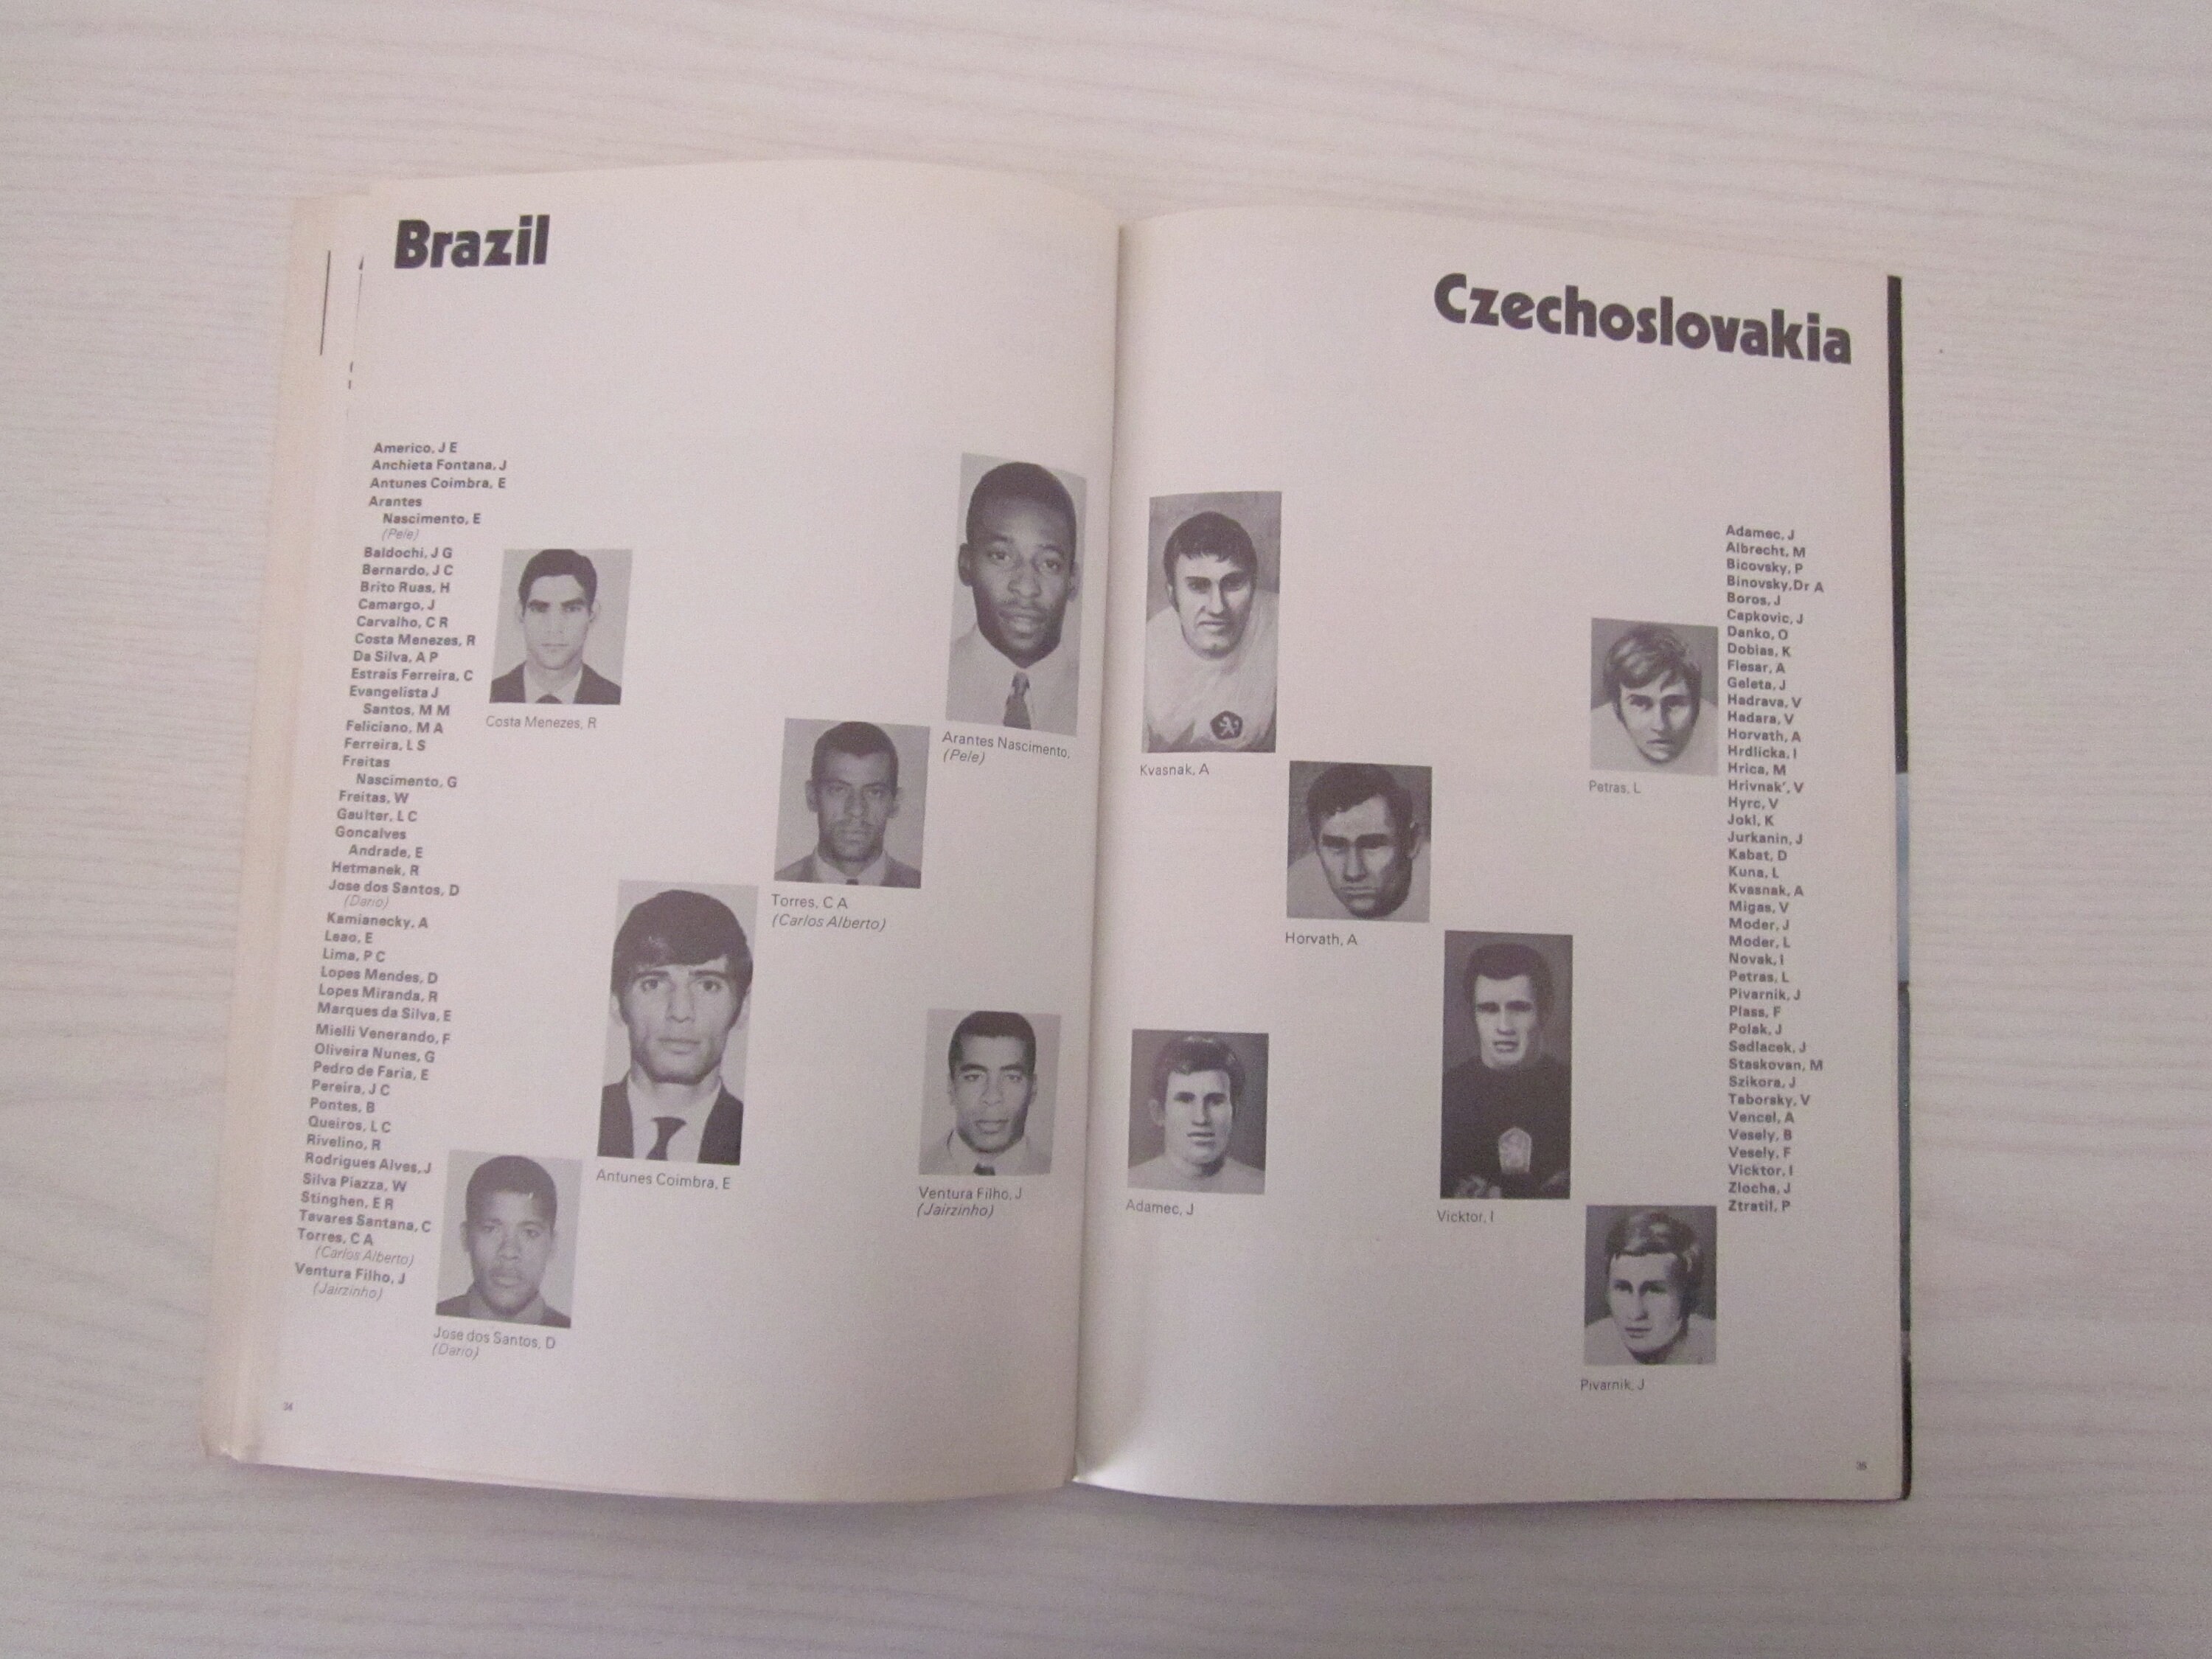 Brazil
Americo, J E
Anchieta Fontana, J
Antunes Coimbra, E
Arantes
Nascimento, E
(Pele)
Baldochi, J G
Bernardo, J C
Brito Ruas, H
Camargo, J
Carvalho, C R
Costa Menezes, R
Da Silva, A P
Estrais Ferreira, C
Evangelista J
Santos, M M
Feliciano, M A
Ferreira, L S
Freitas
Nascimento, G
Freitas, W
Gaulter, L C
Goncalves
Andrade, E
Hetmanek, R
Jose dos Santos, D
(Dario)
Kamianecky, A
Leao, E
Lima, P C
Lopes Mendes, D
Lopes Miranda, R
Marques da Silva, E
Mielli Venerando, F
Oliveira Nunes, G
Pedro de Faria, E
Pereira, J C
Pontes, B
Queiros, L C
Rivelino, R
Rodrigues Alves, J
Silva Piazza, W
Stinghen, E R
Tavares Santana, C
Torres, C A
(Carlos Alberto)
Ventura Filho, J
(Jairzinho)
Costa Menezes, R
Arantes Nascimento,
(Pele)
Torres, C A
(Carlos Alberto)
Antunes Coimbra, E
Ventura Filho, J
(Jairzinho)
Jose dos Santos, D
(Dario)
34
Czechoslovakia
Kvasnak, A
Petras, L
Horvath, A
Adamec, J
Vicktor, I
Pivarnik, J
Adamec, J
Albrecht, M
Bicovsky, P
Binovsky,Dr A
Boros, J
Capkovic, J
Danko, O
Dobias, K
Flesar, A
Geleta, J
Hadrava, V
Hadara, V
Horvath, A
Hrdlicka, I
Hrica, M
Hrivnak', V
Hyrc, V
Jokl, K
Jurkanin, J
Kabat, D
Kuna, L
Kvasnak, A
Migas, V
Moder, J
Moder, L
Novak, I
Petras, L
Pivarnik, J
Plass, F
Polak, J
Sedlacek, J
Staskovan, M
Szikora, J
Taborsky, V
Vencel, A
Vesely, B
Vesely, F
Vicktor, I
Zlocha, J
Ztratil, P
35